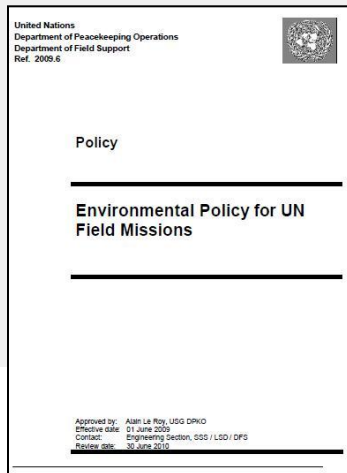 United Nations
Department of Peacekeeping Operations
Department of Field Support
Ref. 2009.6
Policy
Environmental Policy for UN
Field Missions
Approved by: Alain Le Roy, USG DPKO
Effective date: 01 June 2009
Contact: Engineering Section, SSS / LSD / DFS
Review date: 30 June 2010